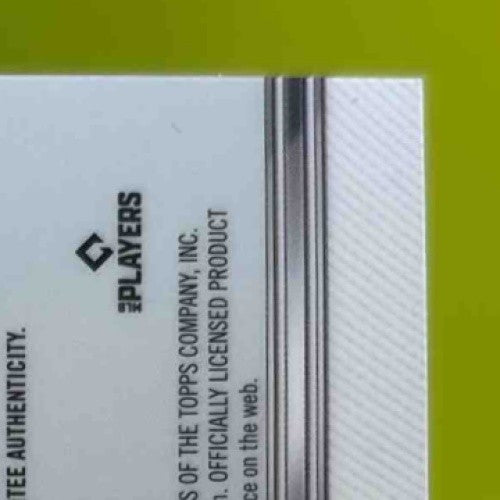 TEE AUTHENTICITY.
PLAYERS
S OF THE TOPPS COMPANY, INC.
. OFFICIALLY LICENSED PRODUCT
ce on the web.